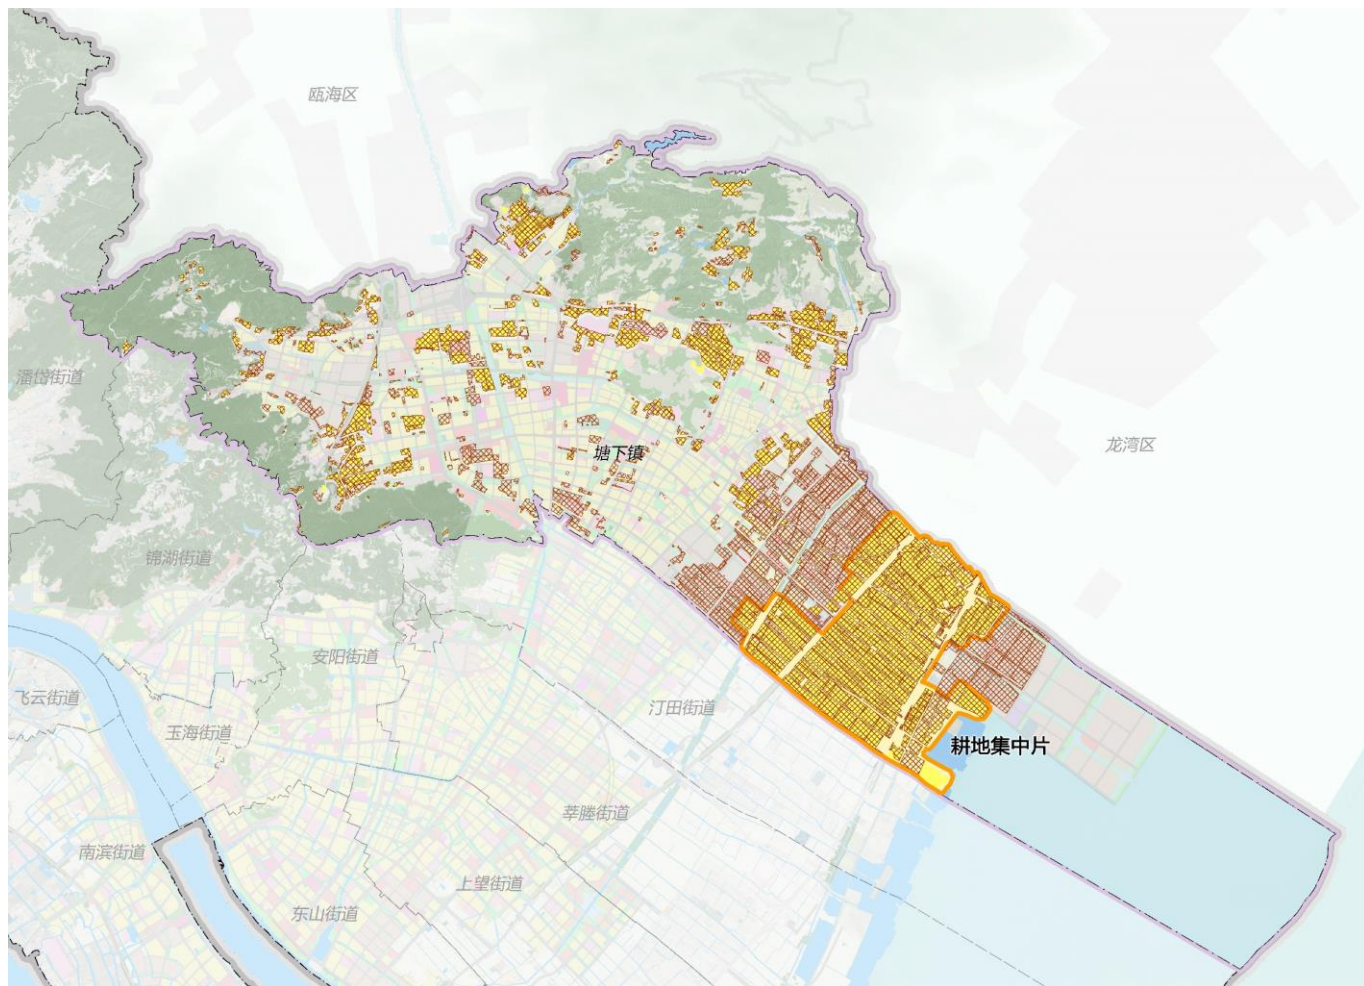 瓯海区
潘岱街道
龙湾区
塘下镇
锦湖街道
安阳街道
飞云街道
汀田街道
玉海街道
耕地集中片
莘塍街道
南滨街道
上望街道
东山街道